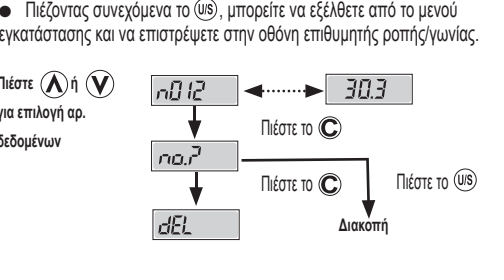 ● Πιέζοντας συνεχόμενα το U/S, μπορείτε να εξέλθετε από το μενού
εγκατάστασης και να επιστρέψετε στην οθόνη επιθυμητής ροπής/γωνίας.
Πιέστε Λ ή V
για επιλογή αρ.
δεδομένων
n012
30.3
Πιέστε το C
no.?
Πιέστε το C
Πιέστε το U/S
dEL
Διακοπή